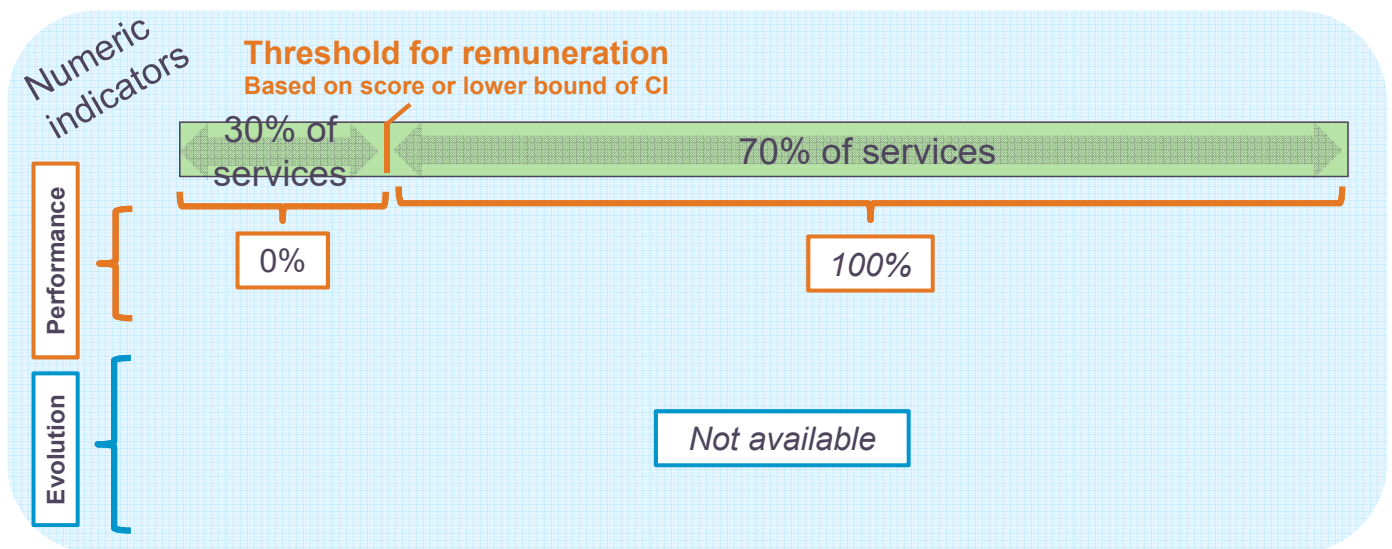 Numeric
indicators
Threshold for remuneration
Based on score or lower bound of CI
30% of
services
70% of services
Performance
0%
100%
Evolution
Not available